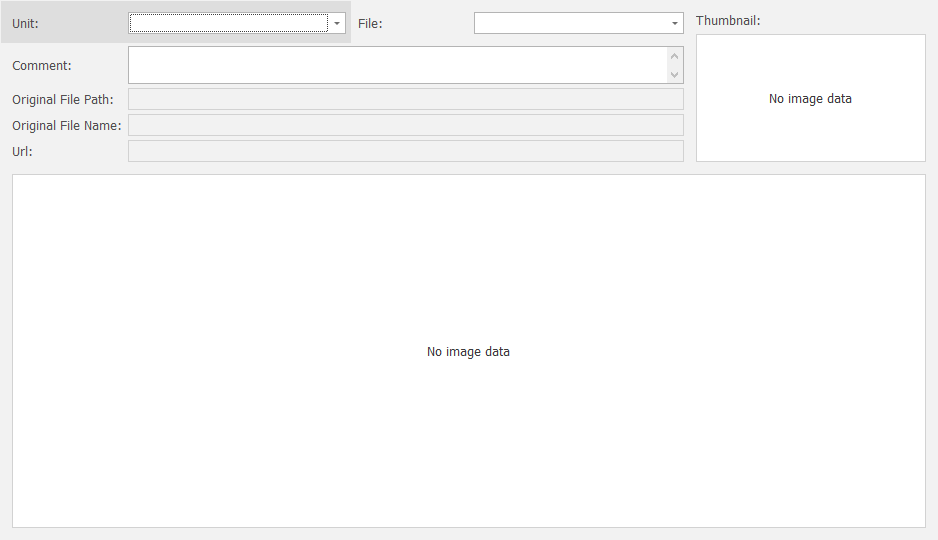 Unit:
File:
Thumbnail:
Comment:
No image data
Original File Path:
Original File Name:
Url:
No image data